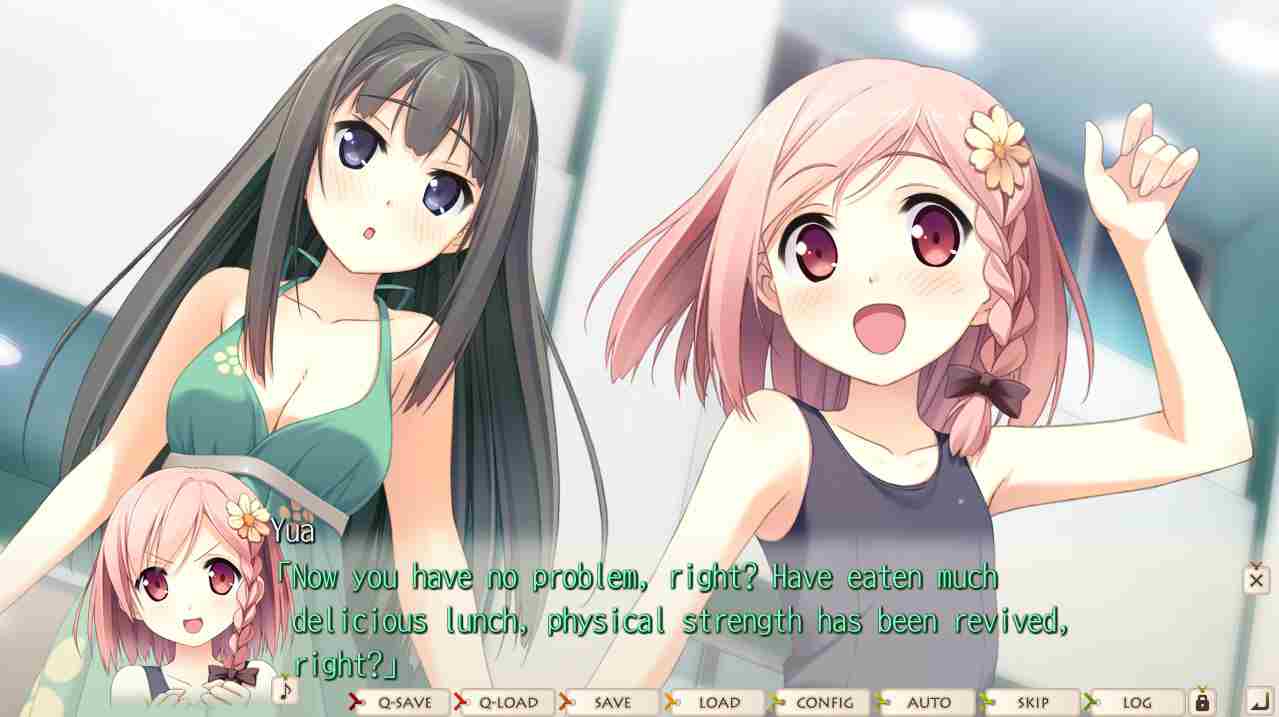 Yua
「Now you have no problem, right? Have eaten much
delicious lunch, physical strength has been revived,
right?」
Q-SAVE Q-LOAD SAVE LOAD CONFIG AUTO SKIP LOG